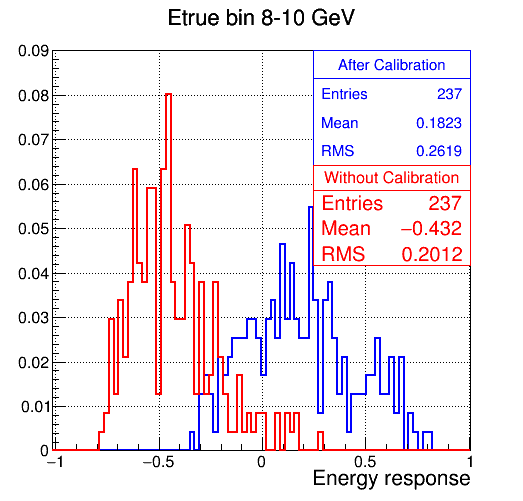 Etrue bin 8-10 GeV
After Calibration
Entries 237
Mean 0.1823
RMS 0.2619
Without Calibration
Entries 237
Mean −0.432
RMS 0.2012
0.09
0.08
0.07
0.06
0.05
0.04
0.03
0.02
0.01
0
−1 −0.5 0 0.5 1
Energy response